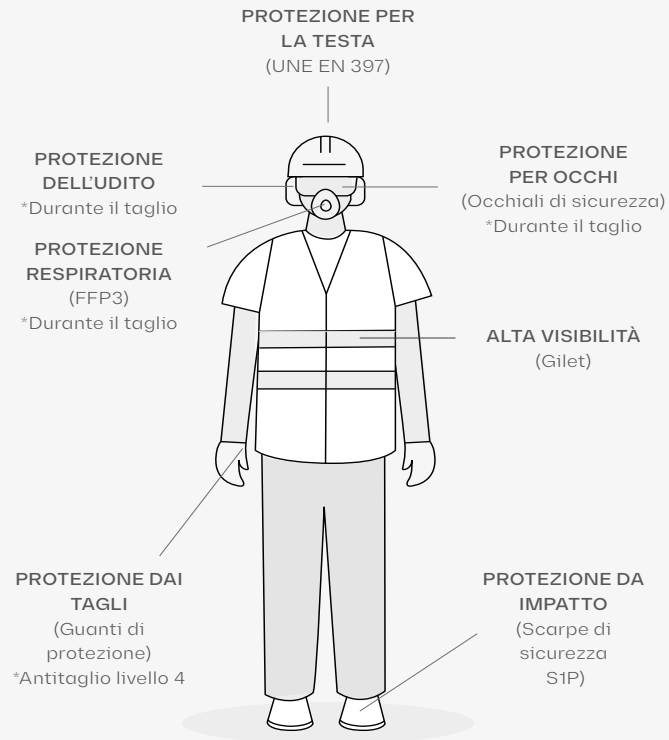 PROTEZIONE PER
LA TESTA
(UNE EN 397)
PROTEZIONE
DELL'UDITO
*Durante il taglio
PROTEZIONE
PER OCCHI
(Occhiali di sicurezza)
*Durante il taglio
PROTEZIONE
RESPIRATORIA
(FFP3)
*Durante il taglio
ALTA VISIBILITÀ
(Gilet)
PROTEZIONE DAI
TAGLI
(Guanti di
protezione)
*Antitaglio livello 4
PROTEZIONE DA
IMPATTO
(Scarpe di
sicurezza
S1P)